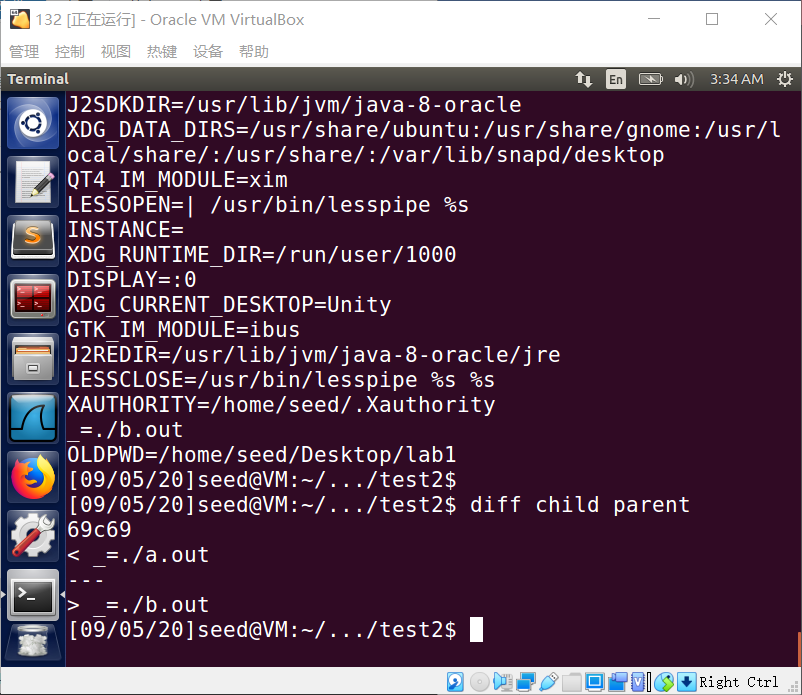 132 [正在运行] - Oracle VM VirtualBox
管理 控制 视图 热键 设备 帮助
Terminal En 3:34 AM
J2SDKDIR=/usr/lib/jvm/java-8-oracle
XDG_DATA_DIRS=/usr/share/ubuntu:/usr/share/gnome:/usr/l
ocal/share/:/usr/share/:/var/lib/snapd/desktop
QT4_IM_MODULE=xim
LESSOPEN=| /usr/bin/lesspipe %s
INSTANCE=
XDG_RUNTIME_DIR=/run/user/1000
DISPLAY=:0
XDG_CURRENT_DESKTOP=Unity
GTK_IM_MODULE=ibus
J2REDIR=/usr/lib/jvm/java-8-oracle/jre
LESSCLOSE=/usr/bin/lesspipe %s %s
XAUTHORITY=/home/seed/.Xauthority
_=./b.out
OLDPWD=/home/seed/Desktop/lab1
[09/05/20]seed@VM:~/.../test2$
[09/05/20]seed@VM:~/.../test2$ diff child parent
69c69
< _=./a.out
---
> _=./b.out
[09/05/20]seed@VM:~/.../test2$
Right Ctrl